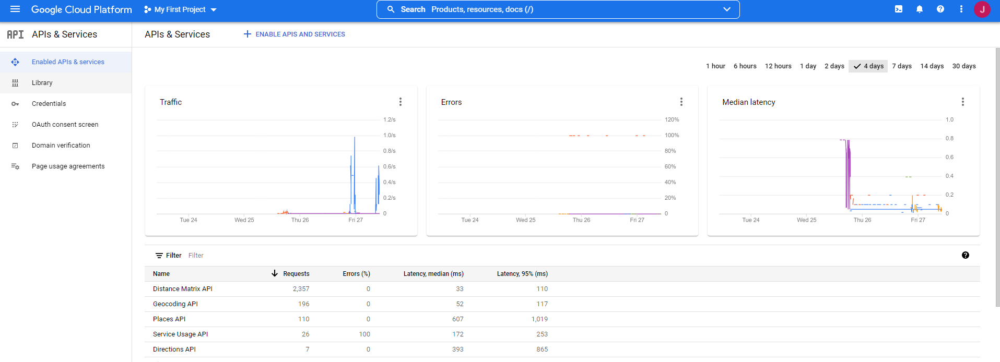 Google Cloud Platform
My First Project
Search Products, resources, docs (/)
J
API APIs & Services
APIs & Services
ENABLE APIS AND SERVICES
Enabled APIs & services
Library
Credentials
OAuth consent screen
Domain verification
Page usage agreements
1 hour 6 hours 12 hours 1 day 2 days 4 days 7 days 14 days 30 days
Traffic
1.2/s
1.0/s
0.8/s
0.6/s
0.4/s
0.2/s
0
Tue 24 Wed 25 Thu 26 Fri 27
Errors
120%
100%
80%
60%
40%
20%
0
Tue 24 Wed 25 Thu 26 Fri 27
Median latency
1.0
0.8
0.6
0.4
0.2
0
Tue 24 Wed 25 Thu 26 Fri 27
Filter Filter
Name Requests Errors (%) Latency, median (ms) Latency, 95% (ms)
Distance Matrix API 2,357 0 33 110
Geocoding API 196 0 52 117
Places API 110 0 607 1,019
Service Usage API 26 100 172 253
Directions API 7 0 393 865